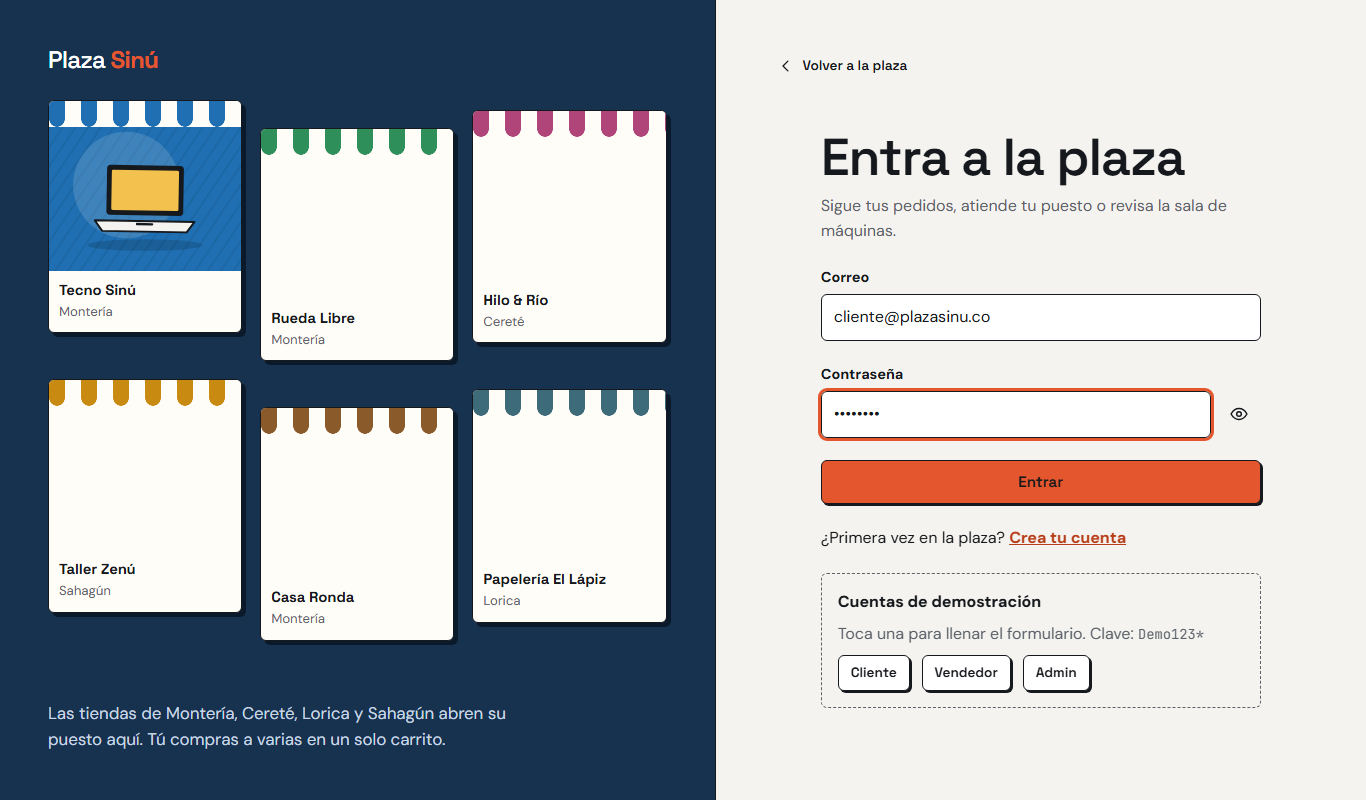 Plaza Sinú
Tecno Sinú
Montería
Rueda Libre
Montería
Hilo & Río
Cereté
Taller Zenú
Sahagún
Casa Ronda
Montería
Papelería El Lápiz
Lorica
Las tiendas de Montería, Cereté, Lorica y Sahagún abren su
puesto aquí. Tú compras a varias en un solo carrito.
Volver a la plaza
Entra a la plaza
Sigue tus pedidos, atiende tu puesto o revisa la sala de
máquinas.
Correo
cliente@plazasinu.co
Contraseña
••••••••
Entrar
¿Primera vez en la plaza? Crea tu cuenta
Cuentas de demostración
Toca una para llenar el formulario. Clave: Demo123*
Cliente
Vendedor
Admin